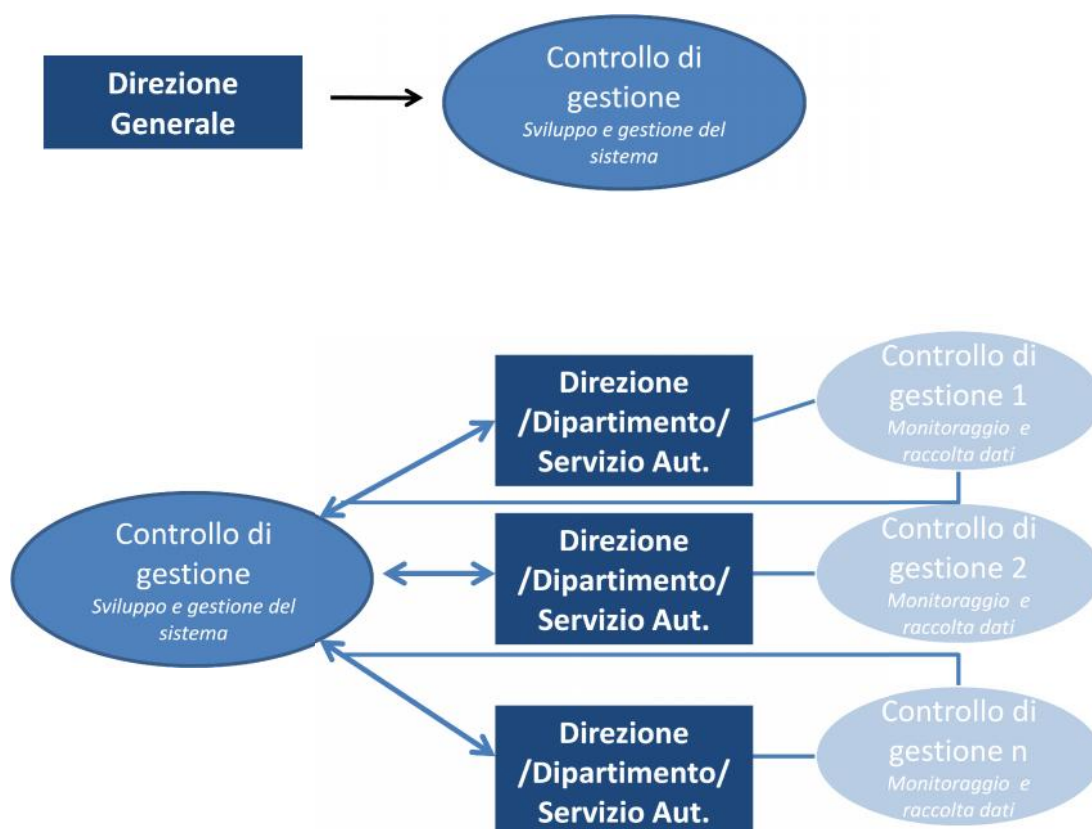 Direzione
Generale
Controllo di
gestione
Sviluppo e gestione del
sistema
Direzione
/Dipartimento/
Servizio Aut.
Controllo di
gestione 1
Monitoraggio e
raccolta dati
Controllo di
gestione
Sviluppo e gestione del
sistema
Direzione
/Dipartimento/
Servizio Aut.
Controllo di
gestione 2
Monitoraggio e
raccolta dati
Direzione
/Dipartimento/
Servizio Aut.
Controllo di
gestione n
Monitoraggio e
raccolta dati